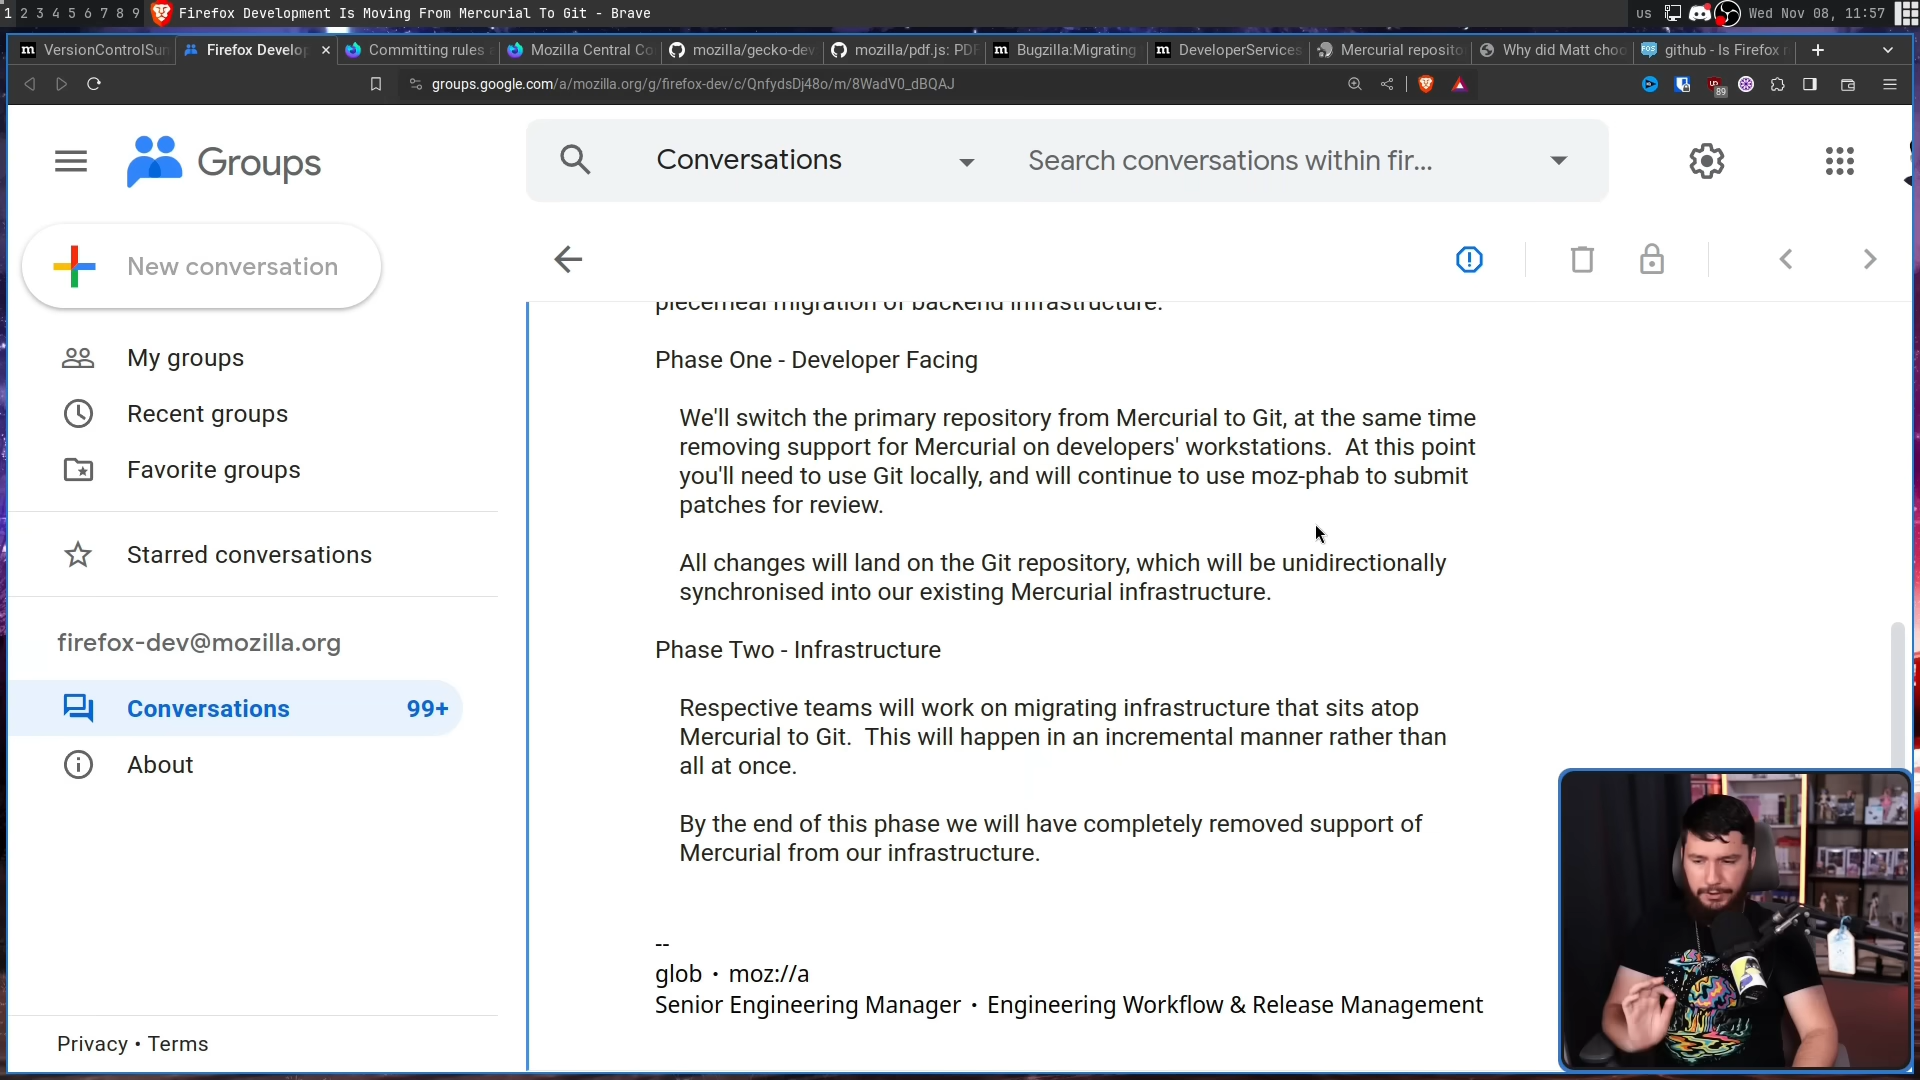 1 2 3 4 5 6 7 8 9 Firefox Development Is Moving From Mercurial To Git - Brave us Wed Nov 08, 11:57
VersionControlSum Firefox Develop Committing rules Mozilla Central Co mozilla/gecko-dev mozilla/pdf.js: PDF Bugzilla:Migrating DeveloperServices Mercurial reposito Why did Matt choo github - Is Firefox r
groups.google.com/a/mozilla.org/g/firefox-dev/c/QnfydsDj48o/m/8WadV0_dBQAJ 89
Groups
Conversations
Search conversations within fir...
New conversation
My groups
Recent groups
Favorite groups
Starred conversations
firefox-dev@mozilla.org
Conversations 99+
About
Privacy • Terms
piecemeal migration of backend infrastructure.
Phase One - Developer Facing
We'll switch the primary repository from Mercurial to Git, at the same time
removing support for Mercurial on developers' workstations. At this point
you'll need to use Git locally, and will continue to use moz-phab to submit
patches for review.
All changes will land on the Git repository, which will be unidirectionally
synchronised into our existing Mercurial infrastructure.
Phase Two - Infrastructure
Respective teams will work on migrating infrastructure that sits atop
Mercurial to Git. This will happen in an incremental manner rather than
all at once.
By the end of this phase we will have completely removed support of
Mercurial from our infrastructure.
--
glob • moz://a
Senior Engineering Manager • Engineering Workflow & Release Management